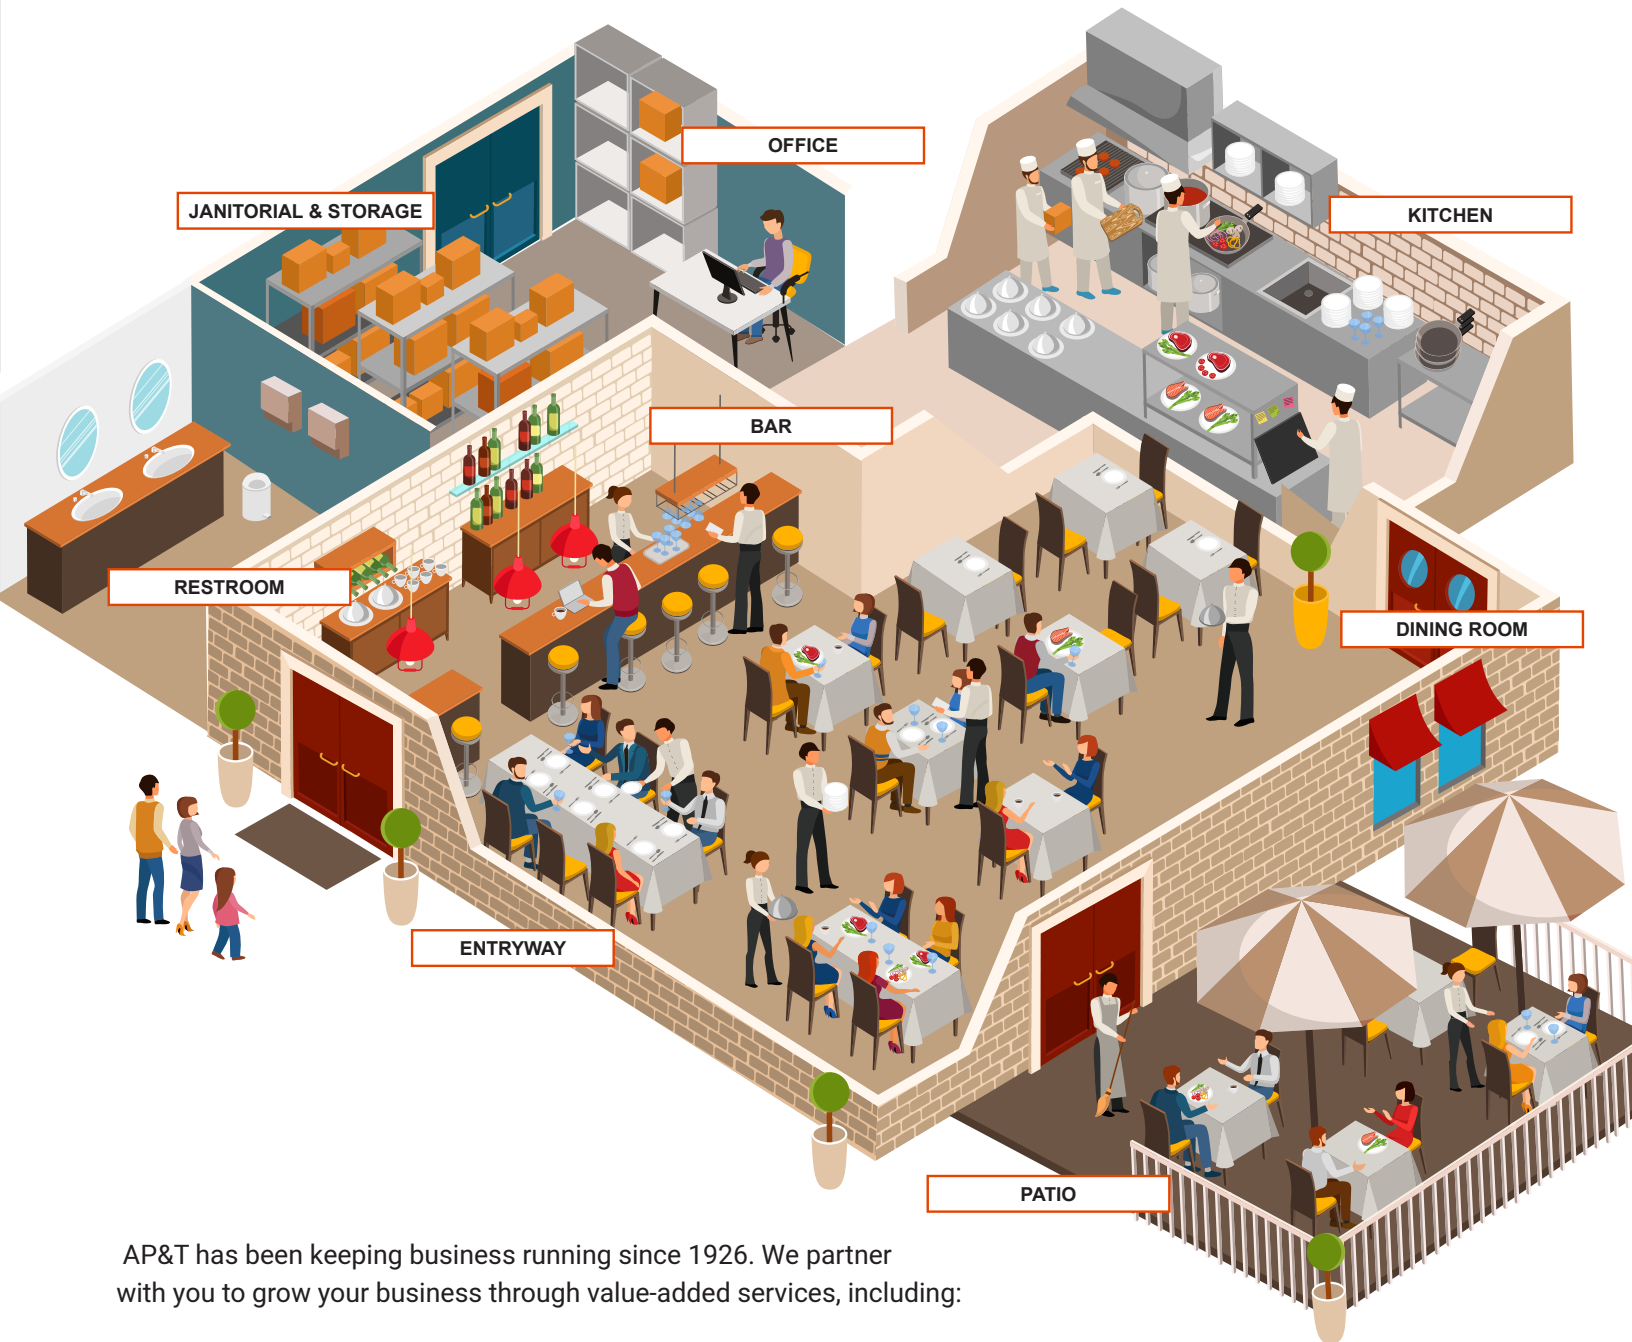 OFFICE
JANITORIAL & STORAGE
KITCHEN
BAR
RESTROOM
DINING ROOM
ENTRYWAY
PATIO
AP&T has been keeping business running since 1926. We partner
with you to grow your business through value-added services, including: